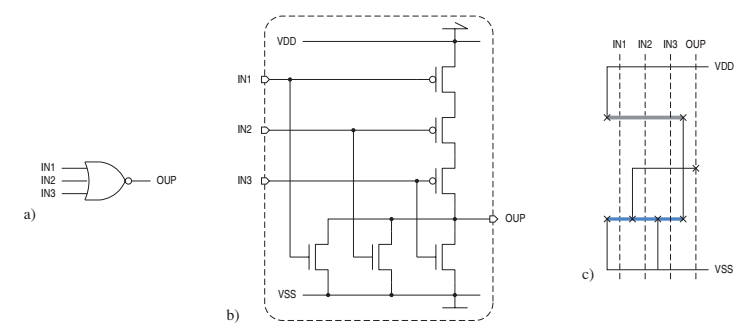 IN1
IN2
IN3
OUP
a)
VDD
IN1
IN2
IN3
OUP
VSS
b)
IN1 IN2 IN3 OUP
VDD
VSS
c)